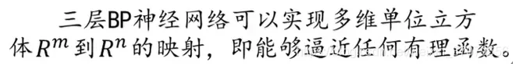 三层BP神经网络可以实现多维单位立方
体Rᵐ到Rⁿ的映射，即能够逼近任何有理函数。